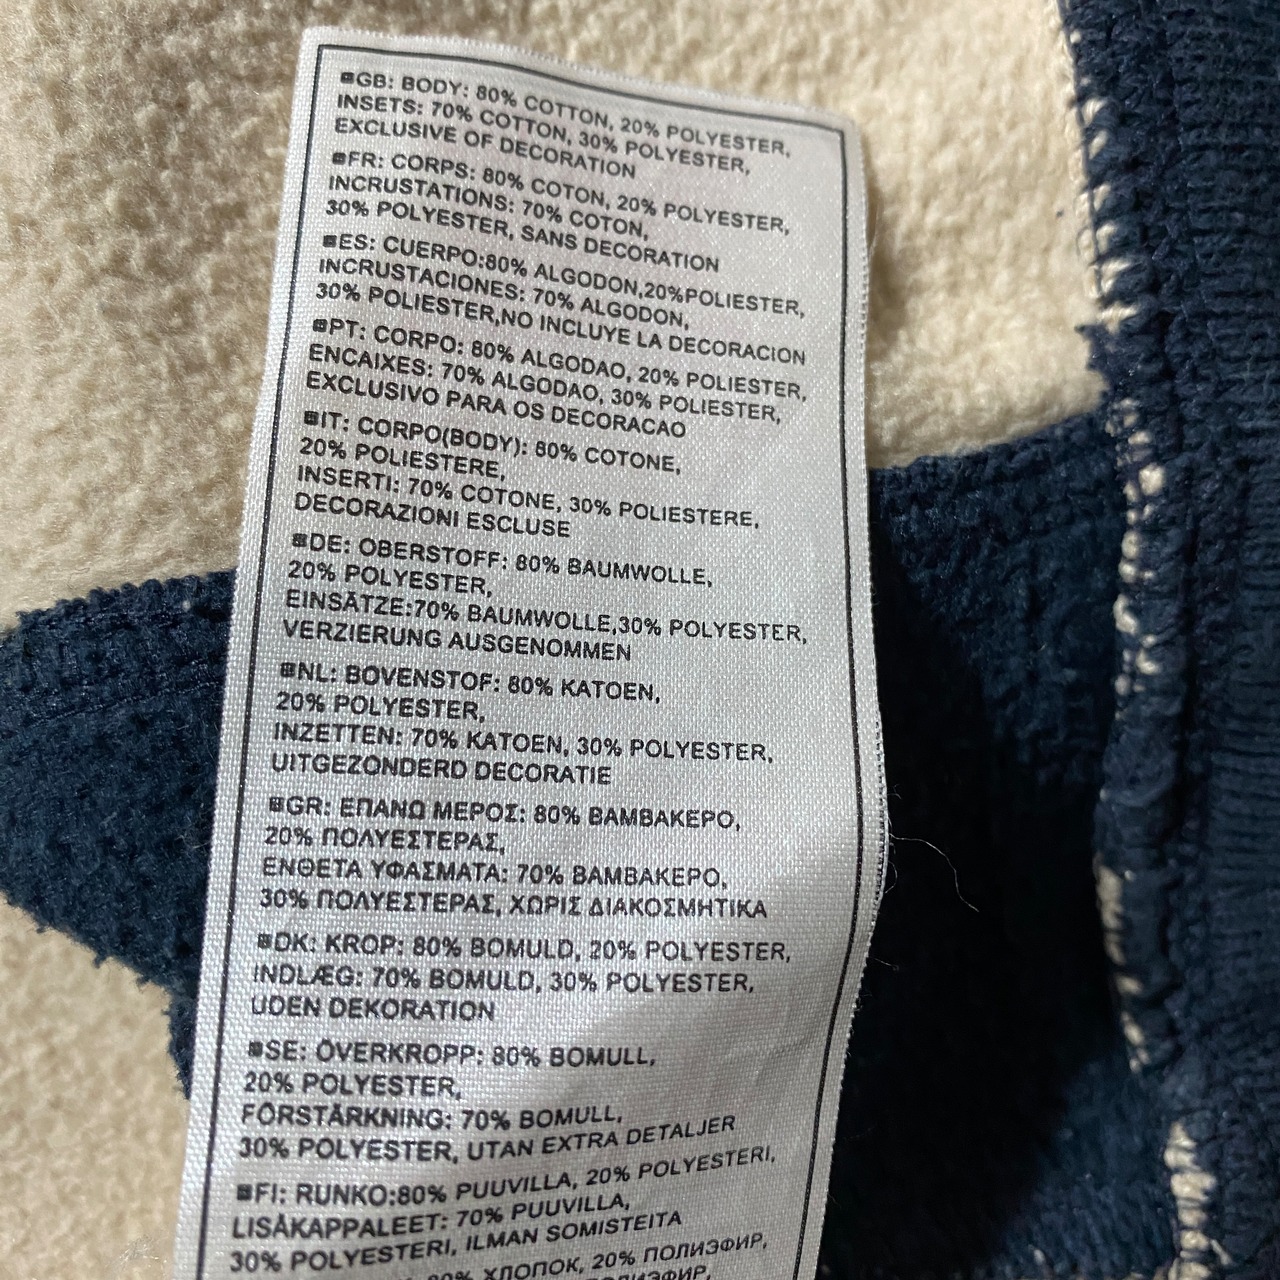 GB: BODY: 80% COTTON, 20% POLYESTER,
INSETS: 70% COTTON, 30% POLYESTER,
EXCLUSIVE OF DECORATION
FR: CORPS: 80% COTON, 20% POLYESTER,
INCRUSTATIONS: 70% COTON,
30% POLYESTER, SANS DECORATION
ES: CUERPO:80% ALGODON,20%POLIESTER,
INCRUSTACIONES: 70% ALGODON,
30% POLIESTER,NO INCLUYE LA DECORACION
PT: CORPO: 80% ALGODAO, 20% POLIESTER,
ENCAIXES: 70% ALGODAO, 30% POLIESTER,
EXCLUSIVO PARA OS DECORACAO
IT: CORPO(BODY): 80% COTONE,
20% POLIESTERE,
INSERTI: 70% COTONE, 30% POLIESTERE,
DECORAZIONI ESCLUSE
DE: OBERSTOFF: 80% BAUMWOLLE,
20% POLYESTER,
EINSÄTZE:70% BAUMWOLLE,30% POLYESTER,
VERZIERUNG AUSGENOMMEN
NL: BOVENSTOF: 80% KATOEN,
20% POLYESTER,
INZETTEN: 70% KATOEN, 30% POLYESTER,
UITGEZONDERD DECORATIE
GR: ΕΠΑΝΩ ΜΕΡΟΣ: 80% ΒΑΜΒΑΚΕΡΟ,
20% ΠΟΛΥΕΣΤΕΡΑΣ,
ΕΝΘΕΤΑ ΥΦΑΣΜΑΤΑ: 70% ΒΑΜΒΑΚΕΡΟ,
30% ΠΟΛΥΕΣΤΕΡΑΣ, ΧΩΡΙΣ ΔΙΑΚΟΣΜΗΤΙΚΑ
DK: KROP: 80% BOMULD, 20% POLYESTER,
INDLÆG: 70% BOMULD, 30% POLYESTER,
UDEN DEKORATION
SE: ÖVERKROPP: 80% BOMULL,
20% POLYESTER,
FÖRSTÄRKNING: 70% BOMULL,
30% POLYESTER, UTAN EXTRA DETALJER
FI: RUNKO:80% PUUVILLA, 20% POLYESTERI,
LISÄKAPPALEET: 70% PUUVILLA,
30% POLYESTERI, ILMAN SOMISTEITA
80% ХЛОПОК, 20% ПОЛИЭФИР,
ПОЛИЭФИР,